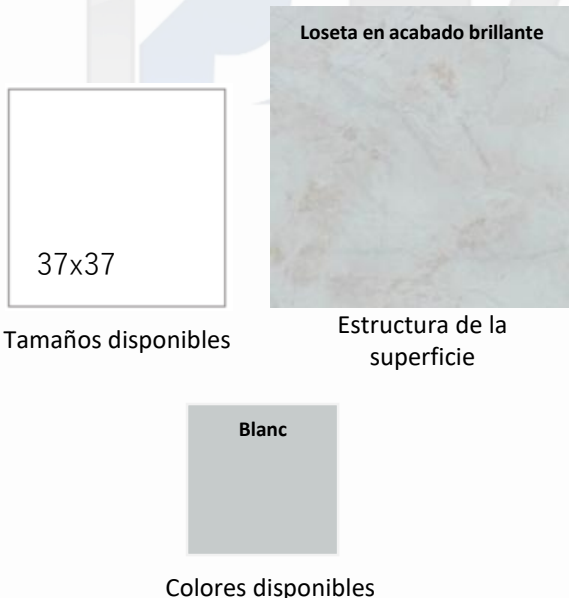 Loseta en acabado brillante
37x37
Tamaños disponibles
Estructura de la
superficie
Blanc
Colores disponibles